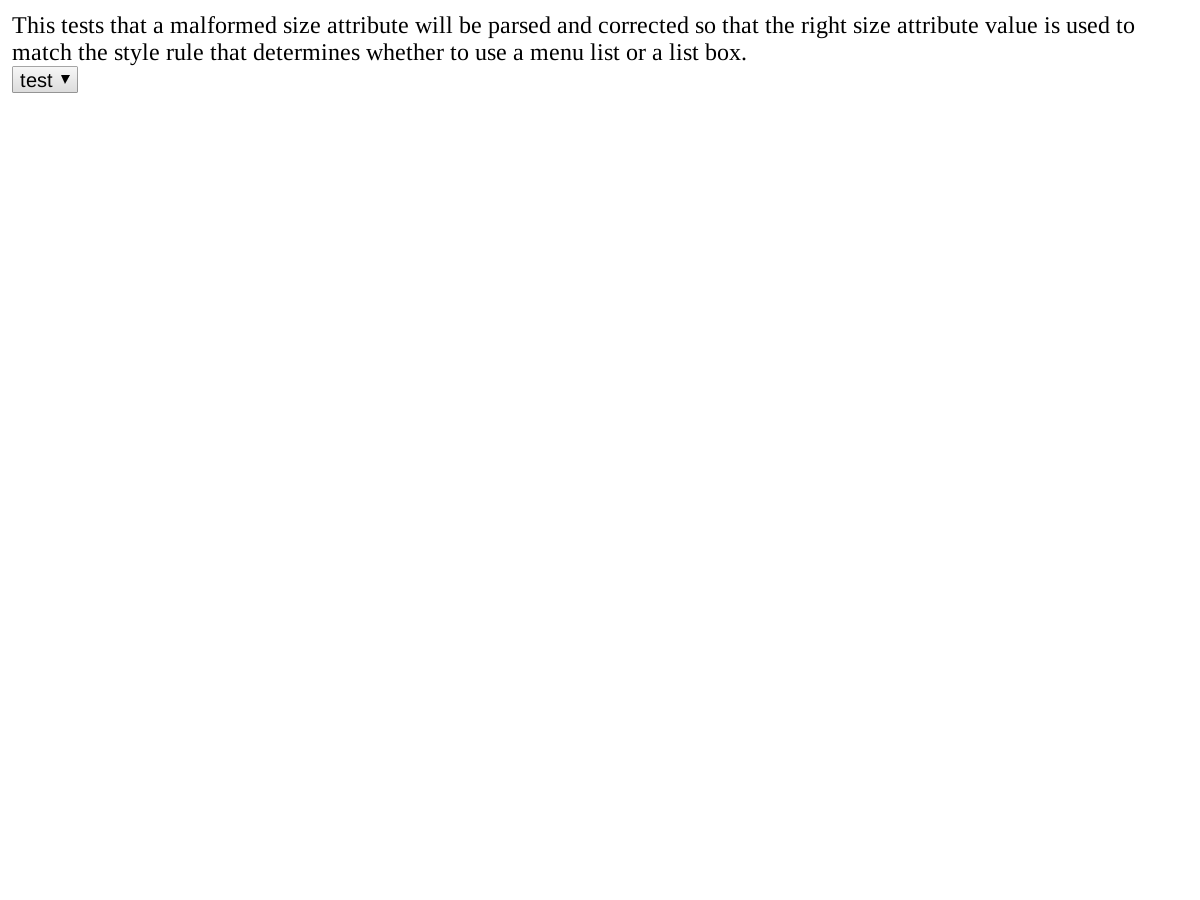 This tests that a malformed size attribute will be parsed and corrected so that the right size attribute value is used to
match the style rule that determines whether to use a menu list or a list box.
test ▼